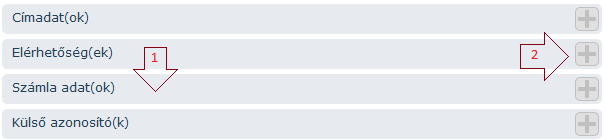 Címadat(ok)
Elérhetőség(ek)
1
2
Számla adat(ok)
Külső azonosító(k)